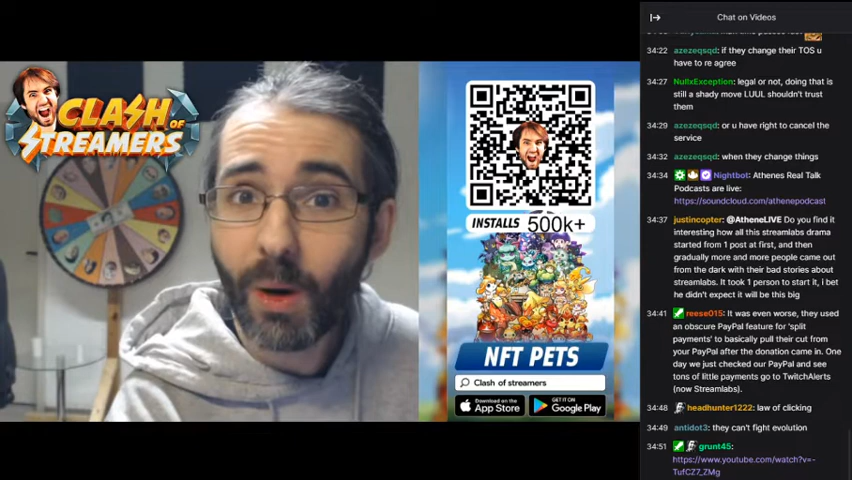 CLASH
OF
STREAMERS
INSTALLS 500k+
NFT PETS
Clash of streamers
Download on the
App Store
GET IT ON
Google Play
Chat on Videos
34:22 azezeqsqd: if they change their TOS u
have to re agree
34:27 NullxException: legal or not, doing that is
still a shady move LUUL shouldn't trust
them
34:29 azezeqsqd: or u have right to cancel the
service
34:32 azezeqsqd: when they change things
34:34 Nightbot: Athenes Real Talk
Podcasts are live:
https://soundcloud.com/athenepodcast
34:37 justincopter: @AtheneLIVE Do you find it
interesting how all this streamlabs drama
started from 1 post at first, and then
gradually more and more people came out
from the dark with their bad stories about
streamlabs. It took 1 person to start it, i bet
he didn't expect it will be this big
34:41 reese015: It was even worse, they used
an obscure PayPal feature for 'split
payments' to basically pull their cut from
your PayPal after the donation came in. One
day we just checked our PayPal and see
tons of little payments go to TwitchAlerts
(now Streamlabs).
34:48 headhunter1222: law of clicking
34:49 antidot3: they can't fight evolution
34:51 grunt45:
https://www.youtube.com/watch?v=-
TufCZ7_ZMg